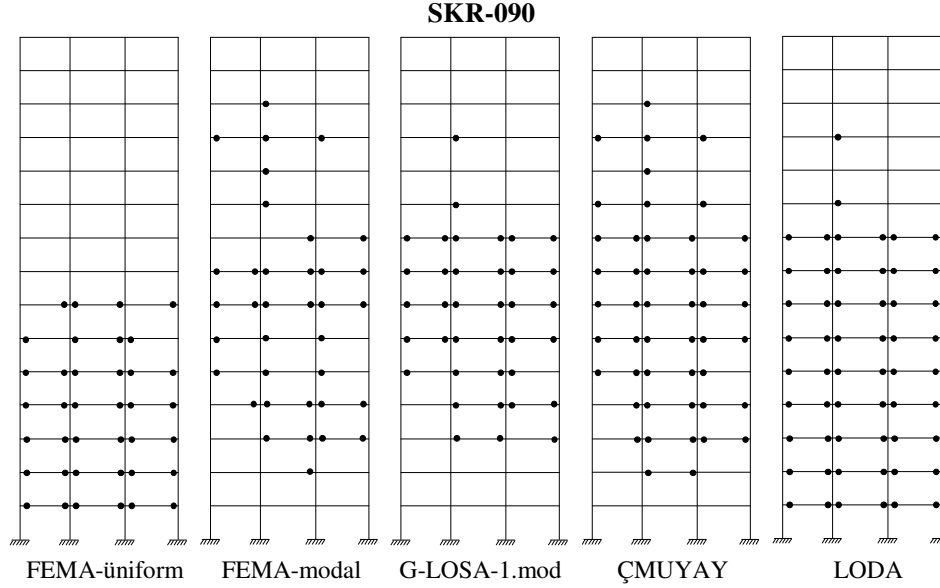 SKR-090
FEMA-üniform
FEMA-modal
G-LOSA-1.mod
ÇMUYAY
LODA